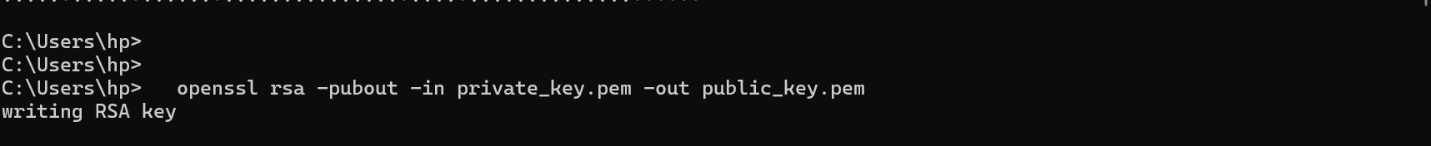 C:\Users\hp>
C:\Users\hp>
C:\Users\hp>   openssl rsa -pubout -in private_key.pem -out public_key.pem
writing RSA key